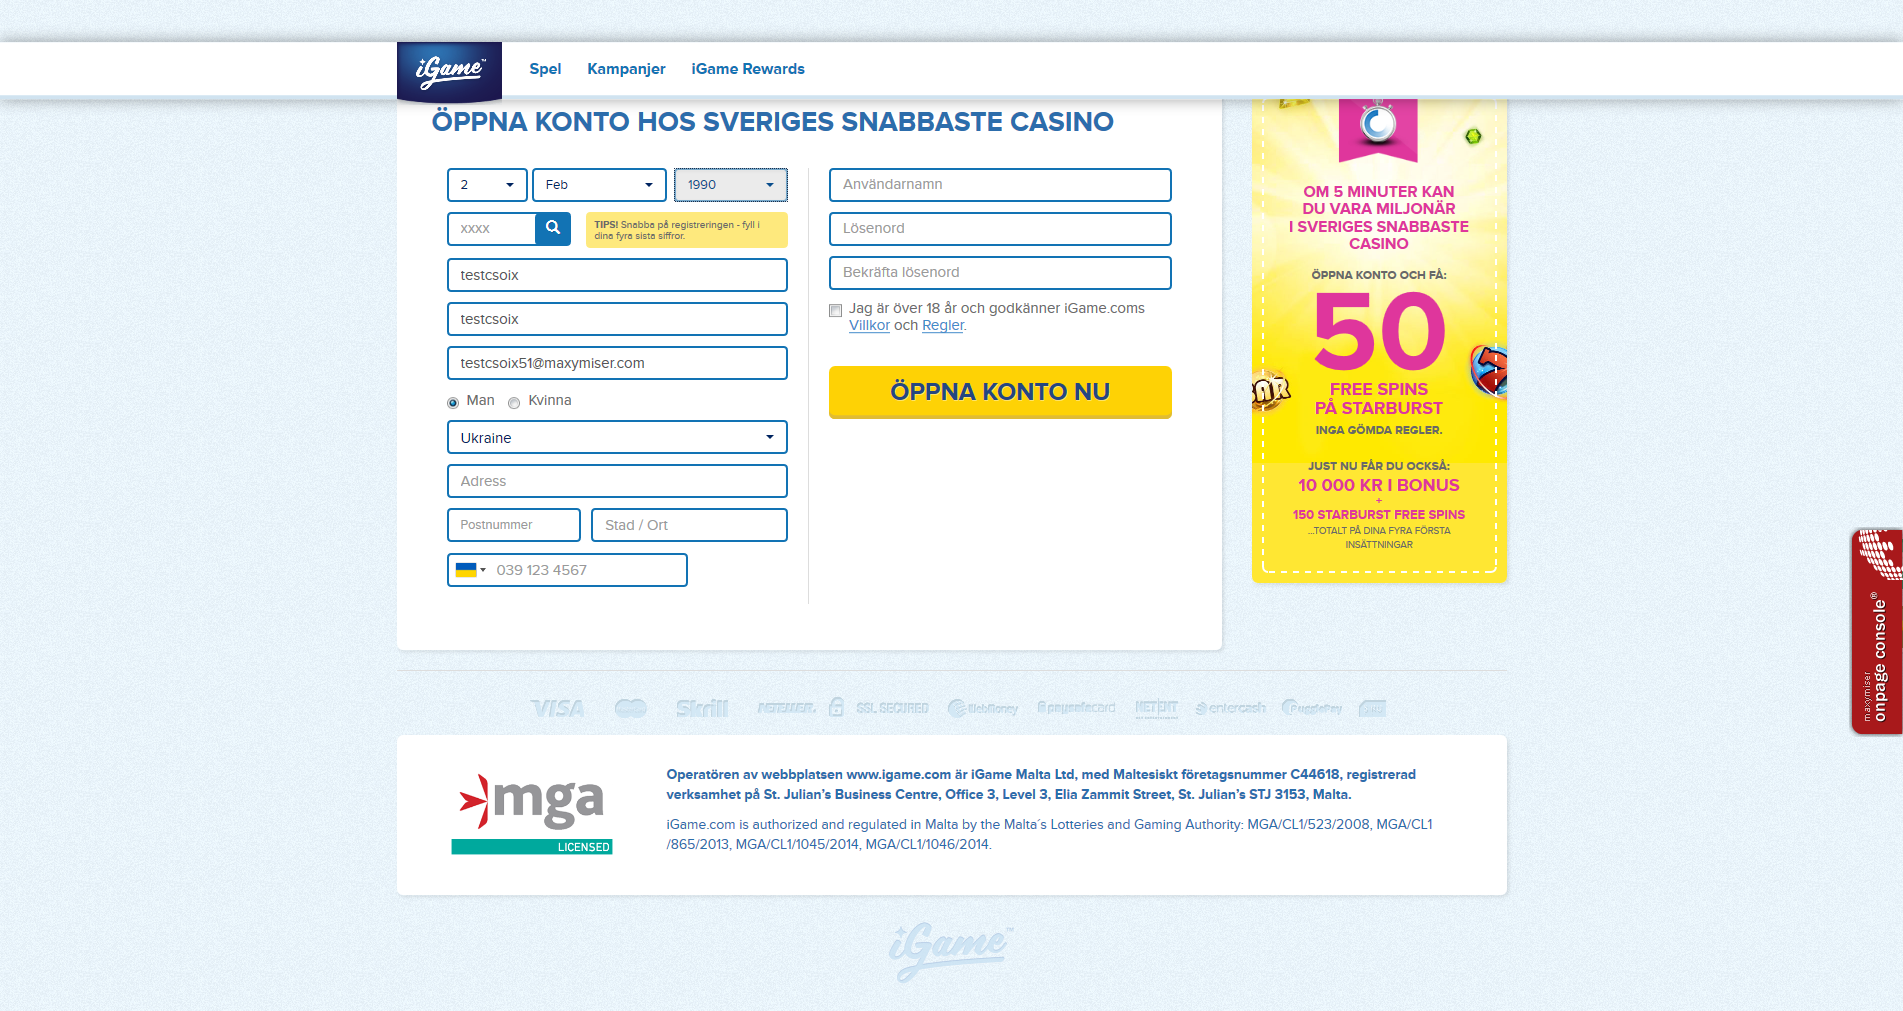 iGame™
Spel
Kampanjer
iGame Rewards
ÖPPNA KONTO HOS SVERIGES SNABBASTE CASINO
2
Feb
1990
xxxx
TIPS! Snabba på registreringen - fyll i
dina fyra sista siffror.
testcsoix
testcsoix
testcsoix51@maxymiser.com
Man
Kvinna
Ukraine
Adress
Postnummer
Stad / Ort
039 123 4567
Användarnamn
Lösenord
Bekräfta lösenord
Jag är över 18 år och godkänner iGame.coms
Villkor och Regler.
ÖPPNA KONTO NU
OM 5 MINUTER KAN
DU VARA MILJONÄR
I SVERIGES SNABBASTE
CASINO
ÖPPNA KONTO OCH FÅ:
50
FREE SPINS
PÅ STARBURST
INGA GÖMDA REGLER.
JUST NU FÅR DU OCKSÅ:
10 000 KR I BONUS
+
150 STARBURST FREE SPINS
...TOTALT PÅ DINA FYRA FÖRSTA
INSÄTTNINGAR
BAR
maxymiser
onpage console®
VISA
Skrill
NETELLER
SSL SECURED
WebMoney
paysafecard
NET ENT
entercash
PugglePay
mga
LICENSED
Operatören av webbplatsen www.igame.com är iGame Malta Ltd, med Maltesiskt företagsnummer C44618, registrerad
verksamhet på St. Julian’s Business Centre, Office 3, Level 3, Elia Zammit Street, St. Julian’s STJ 3153, Malta.
iGame.com is authorized and regulated in Malta by the Malta´s Lotteries and Gaming Authority: MGA/CL1/523/2008, MGA/CL1
/865/2013, MGA/CL1/1045/2014, MGA/CL1/1046/2014.
iGame™